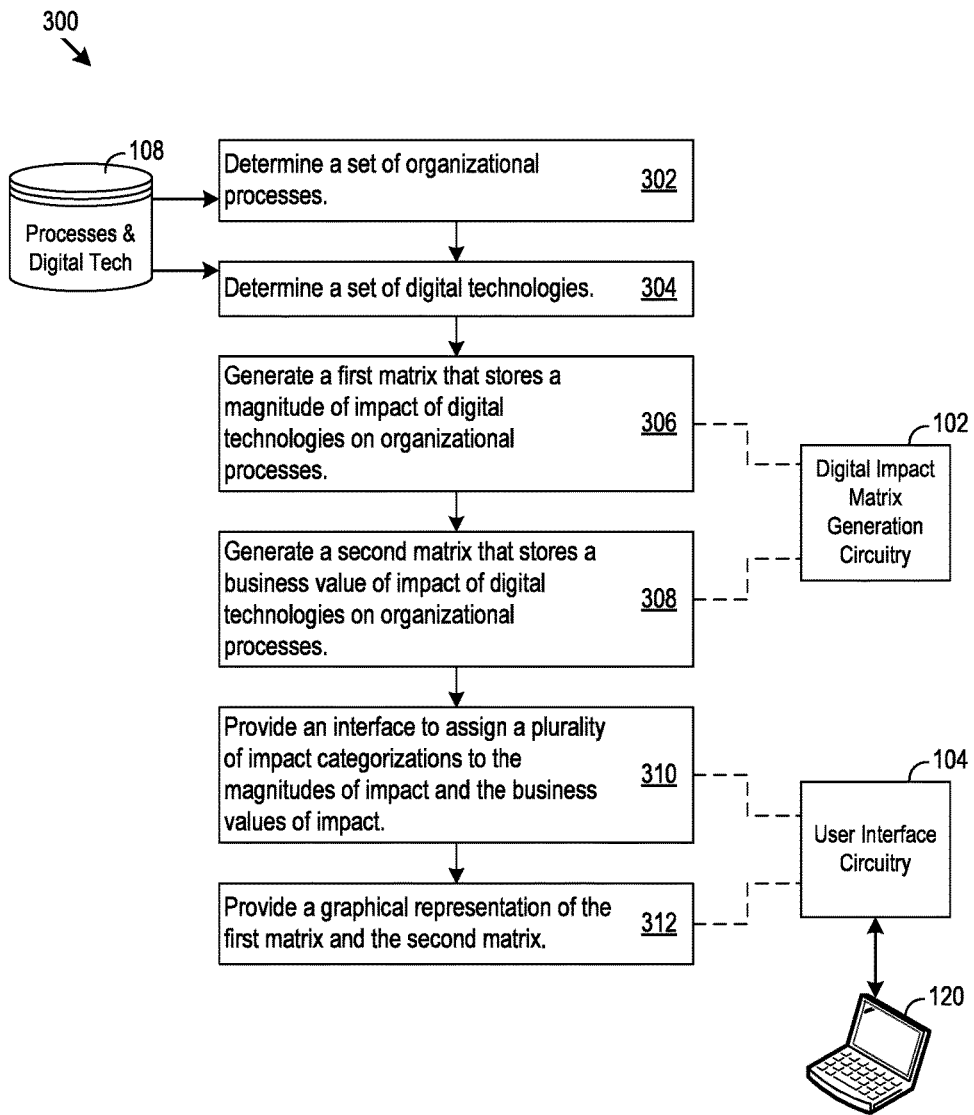 300
108
Processes &
Digital Tech
Determine a set of organizational
processes.
302
Determine a set of digital technologies.
304
Generate a first matrix that stores a
magnitude of impact of digital
technologies on organizational
processes.
306
102
Digital Impact
Matrix
Generation
Circuitry
Generate a second matrix that stores a
business value of impact of digital
technologies on organizational
processes.
308
Provide an interface to assign a plurality
of impact categorizations to the
magnitudes of impact and the business
values of impact.
310
104
User Interface
Circuitry
Provide a graphical representation of the
first matrix and the second matrix.
312
120